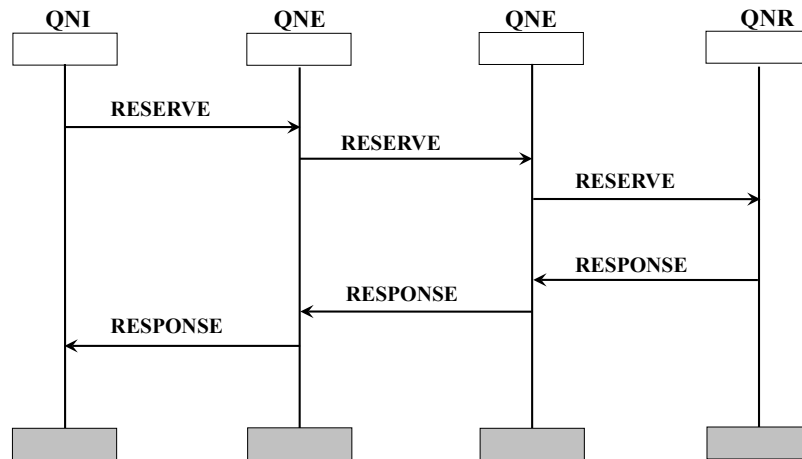 QNI QNE QNE QNR
RESERVE
RESERVE
RESERVE
RESPONSE
RESPONSE
RESPONSE